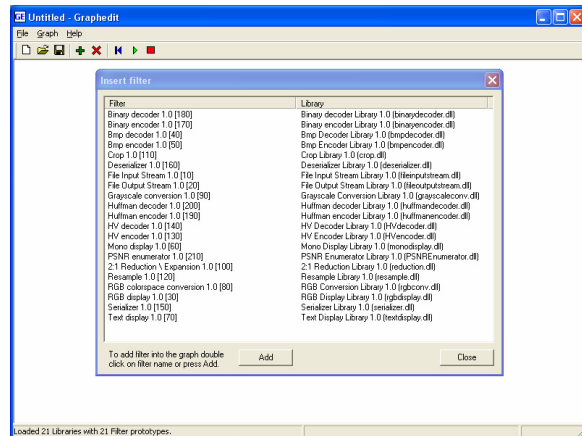 GE Untitled - Graphedit
File Graph Help
Insert filter
Filter Library
Binary decoder 1.0 [180] Binary decoder Library 1.0 (binarydecoder.dll)
Binary encoder 1.0 [170] Binary encoder Library 1.0 (binaryencoder.dll)
Bmp decoder 1.0 [40] Bmp Decoder Library 1.0 (bmpdecoder.dll)
Bmp encoder 1.0 [50] Bmp Encoder Library 1.0 (bmpencoder.dll)
Crop 1.0 [110] Crop Library 1.0 (crop.dll)
Deserializer 1.0 [160] Deserializer Library 1.0 (deserializer.dll)
File Input Stream 1.0 [10] File Input Stream Library 1.0 (fileinputstream.dll)
File Output Stream 1.0 [20] File Output Stream Library 1.0 (fileoutputstream.dll)
Grayscale conversion 1.0 [90] Grayscale Conversion Library 1.0 (grayscaleconv.dll)
Huffman decoder 1.0 [200] Huffman decoder Library 1.0 (huffmandecoder.dll)
Huffman encoder 1.0 [190] Huffman encoder Library 1.0 (huffmanencoder.dll)
HV decoder 1.0 [140] HV Decoder Library 1.0 (HVdecoder.dll)
HV encoder 1.0 [130] HV Encoder Library 1.0 (HVencoder.dll)
Mono display 1.0 [60] Mono Display Library 1.0 (monodisplay.dll)
PSNR enumerator 1.0 [210] PSNR Enumerator Library 1.0 (PSNREnumerator.dll)
2:1 Reduction \ Expansion 1.0 [100] 2:1 Reduction Library 1.0 (reduction.dll)
Resample 1.0 [120] Resample Library 1.0 (resample.dll)
RGB colorspace conversion 1.0 [80] RGB Conversion Library 1.0 (rgbconv.dll)
RGB display 1.0 [30] RGB Display Library 1.0 (rgbdisplay.dll)
Serializer 1.0 [150] Serializer Library 1.0 (serializer.dll)
Text display 1.0 [70] Text Display Library 1.0 (textdisplay.dll)
To add filter into the graph double
click on filter name or press Add.
Add
Close
Loaded 21 Libraries with 21 Filter prototypes.